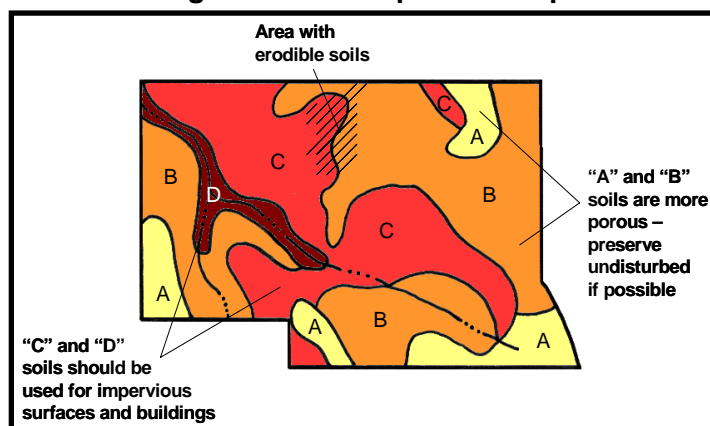 Area with
erodible soils
C
A
B
C
D
B
"A" and "B"
soils are more
porous –
preserve
undisturbed
if possible
C
A
A
B
A
"C" and "D"
soils should be
used for impervious
surfaces and buildings